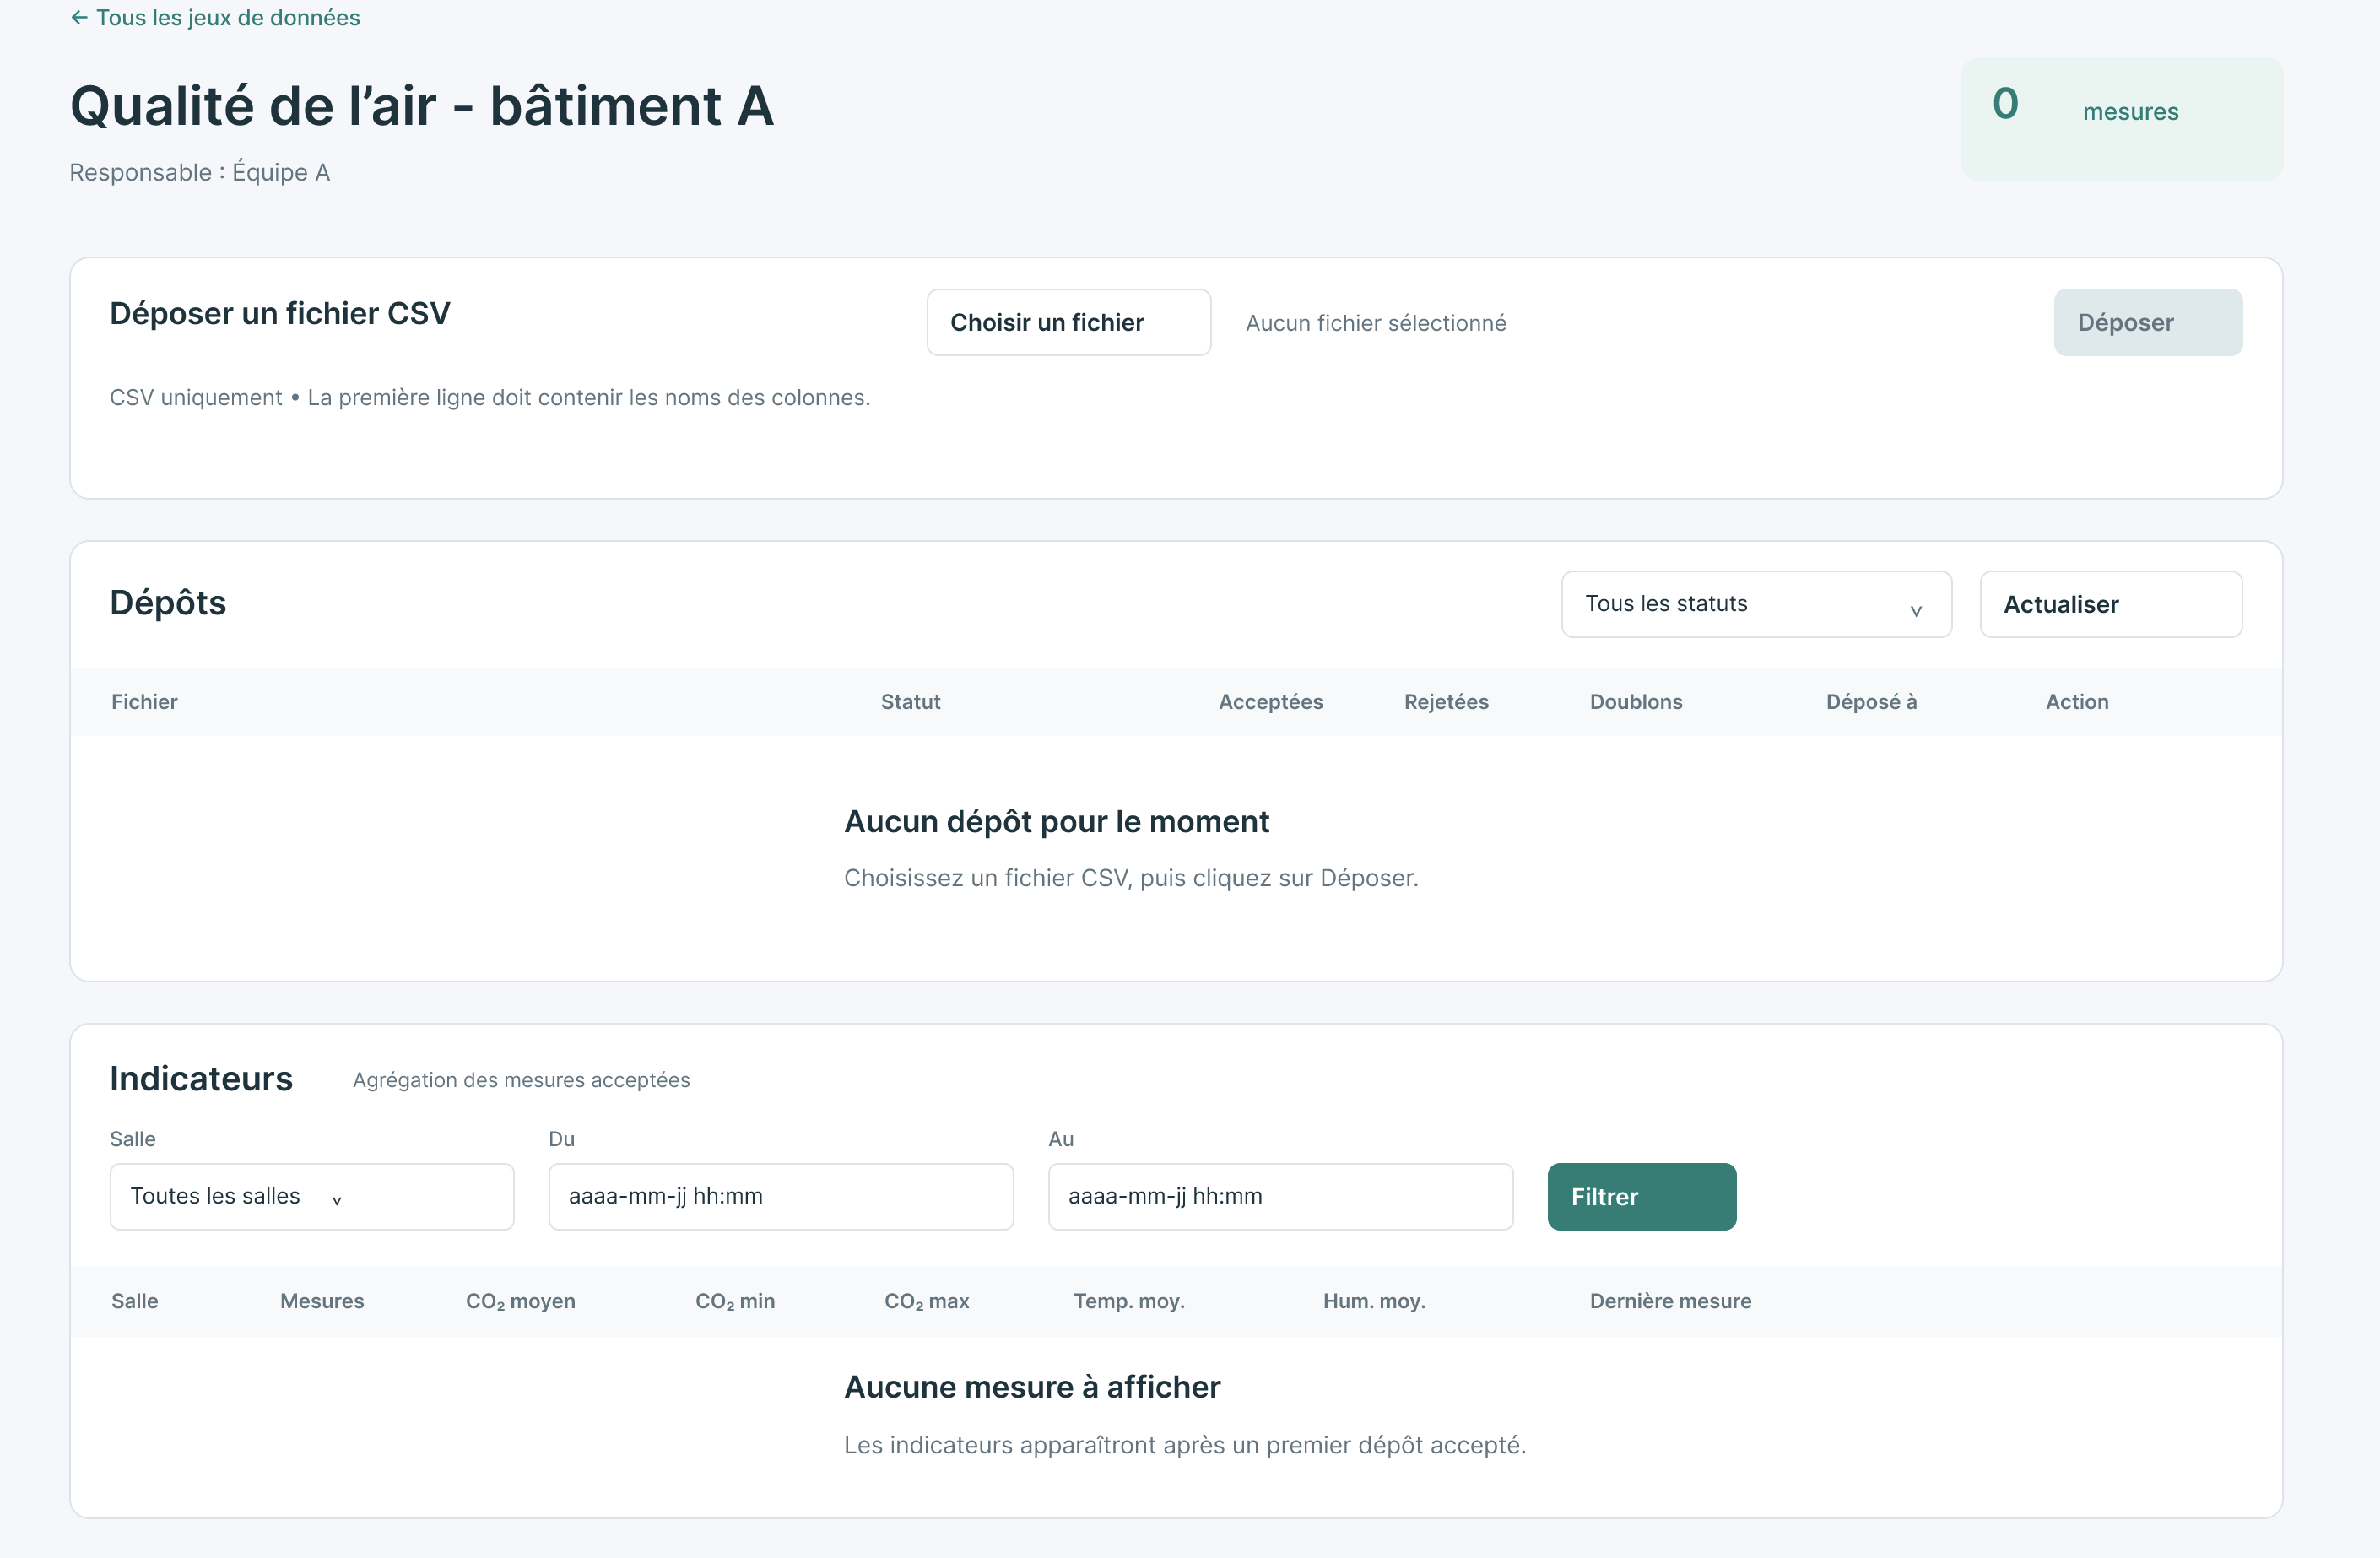 ← Tous les jeux de données
Qualité de l’air - bâtiment A
0 mesures
Responsable : Équipe A
Déposer un fichier CSV
Choisir un fichier
Aucun fichier sélectionné
Déposer
CSV uniquement • La première ligne doit contenir les noms des colonnes.
Dépôts
Tous les statuts
Actualiser
Fichier Statut Acceptées Rejetées Doublons Déposé à Action
Aucun dépôt pour le moment
Choisissez un fichier CSV, puis cliquez sur Déposer.
Indicateurs
Agrégation des mesures acceptées
Salle Du Au
Toutes les salles aaaa-mm-jj hh:mm aaaa-mm-jj hh:mm Filtrer
Salle Mesures CO₂ moyen CO₂ min CO₂ max Temp. moy. Hum. moy. Dernière mesure
Aucune mesure à afficher
Les indicateurs apparaîtront après un premier dépôt accepté.